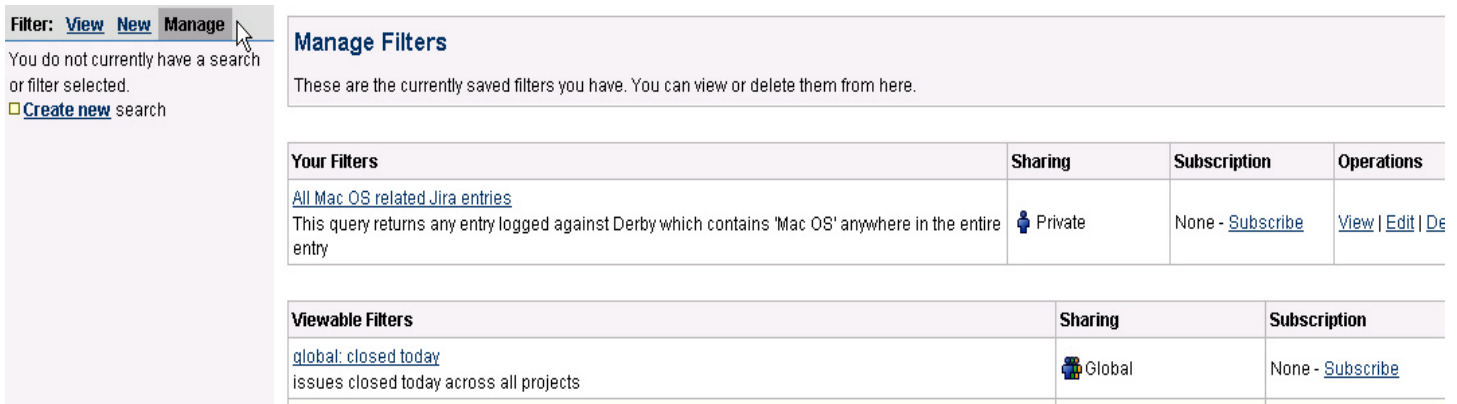 Filter: View New Manage
You do not currently have a search
or filter selected.
Create new search
Manage Filters
These are the currently saved filters you have. You can view or delete them from here.
Your Filters Sharing Subscription Operations
All Mac OS related Jira entries
This query returns any entry logged against Derby which contains 'Mac OS' anywhere in the entire
entry
Private None - Subscribe View | Edit | De
Viewable Filters Sharing Subscription
global: closed today
issues closed today across all projects
Global None - Subscribe